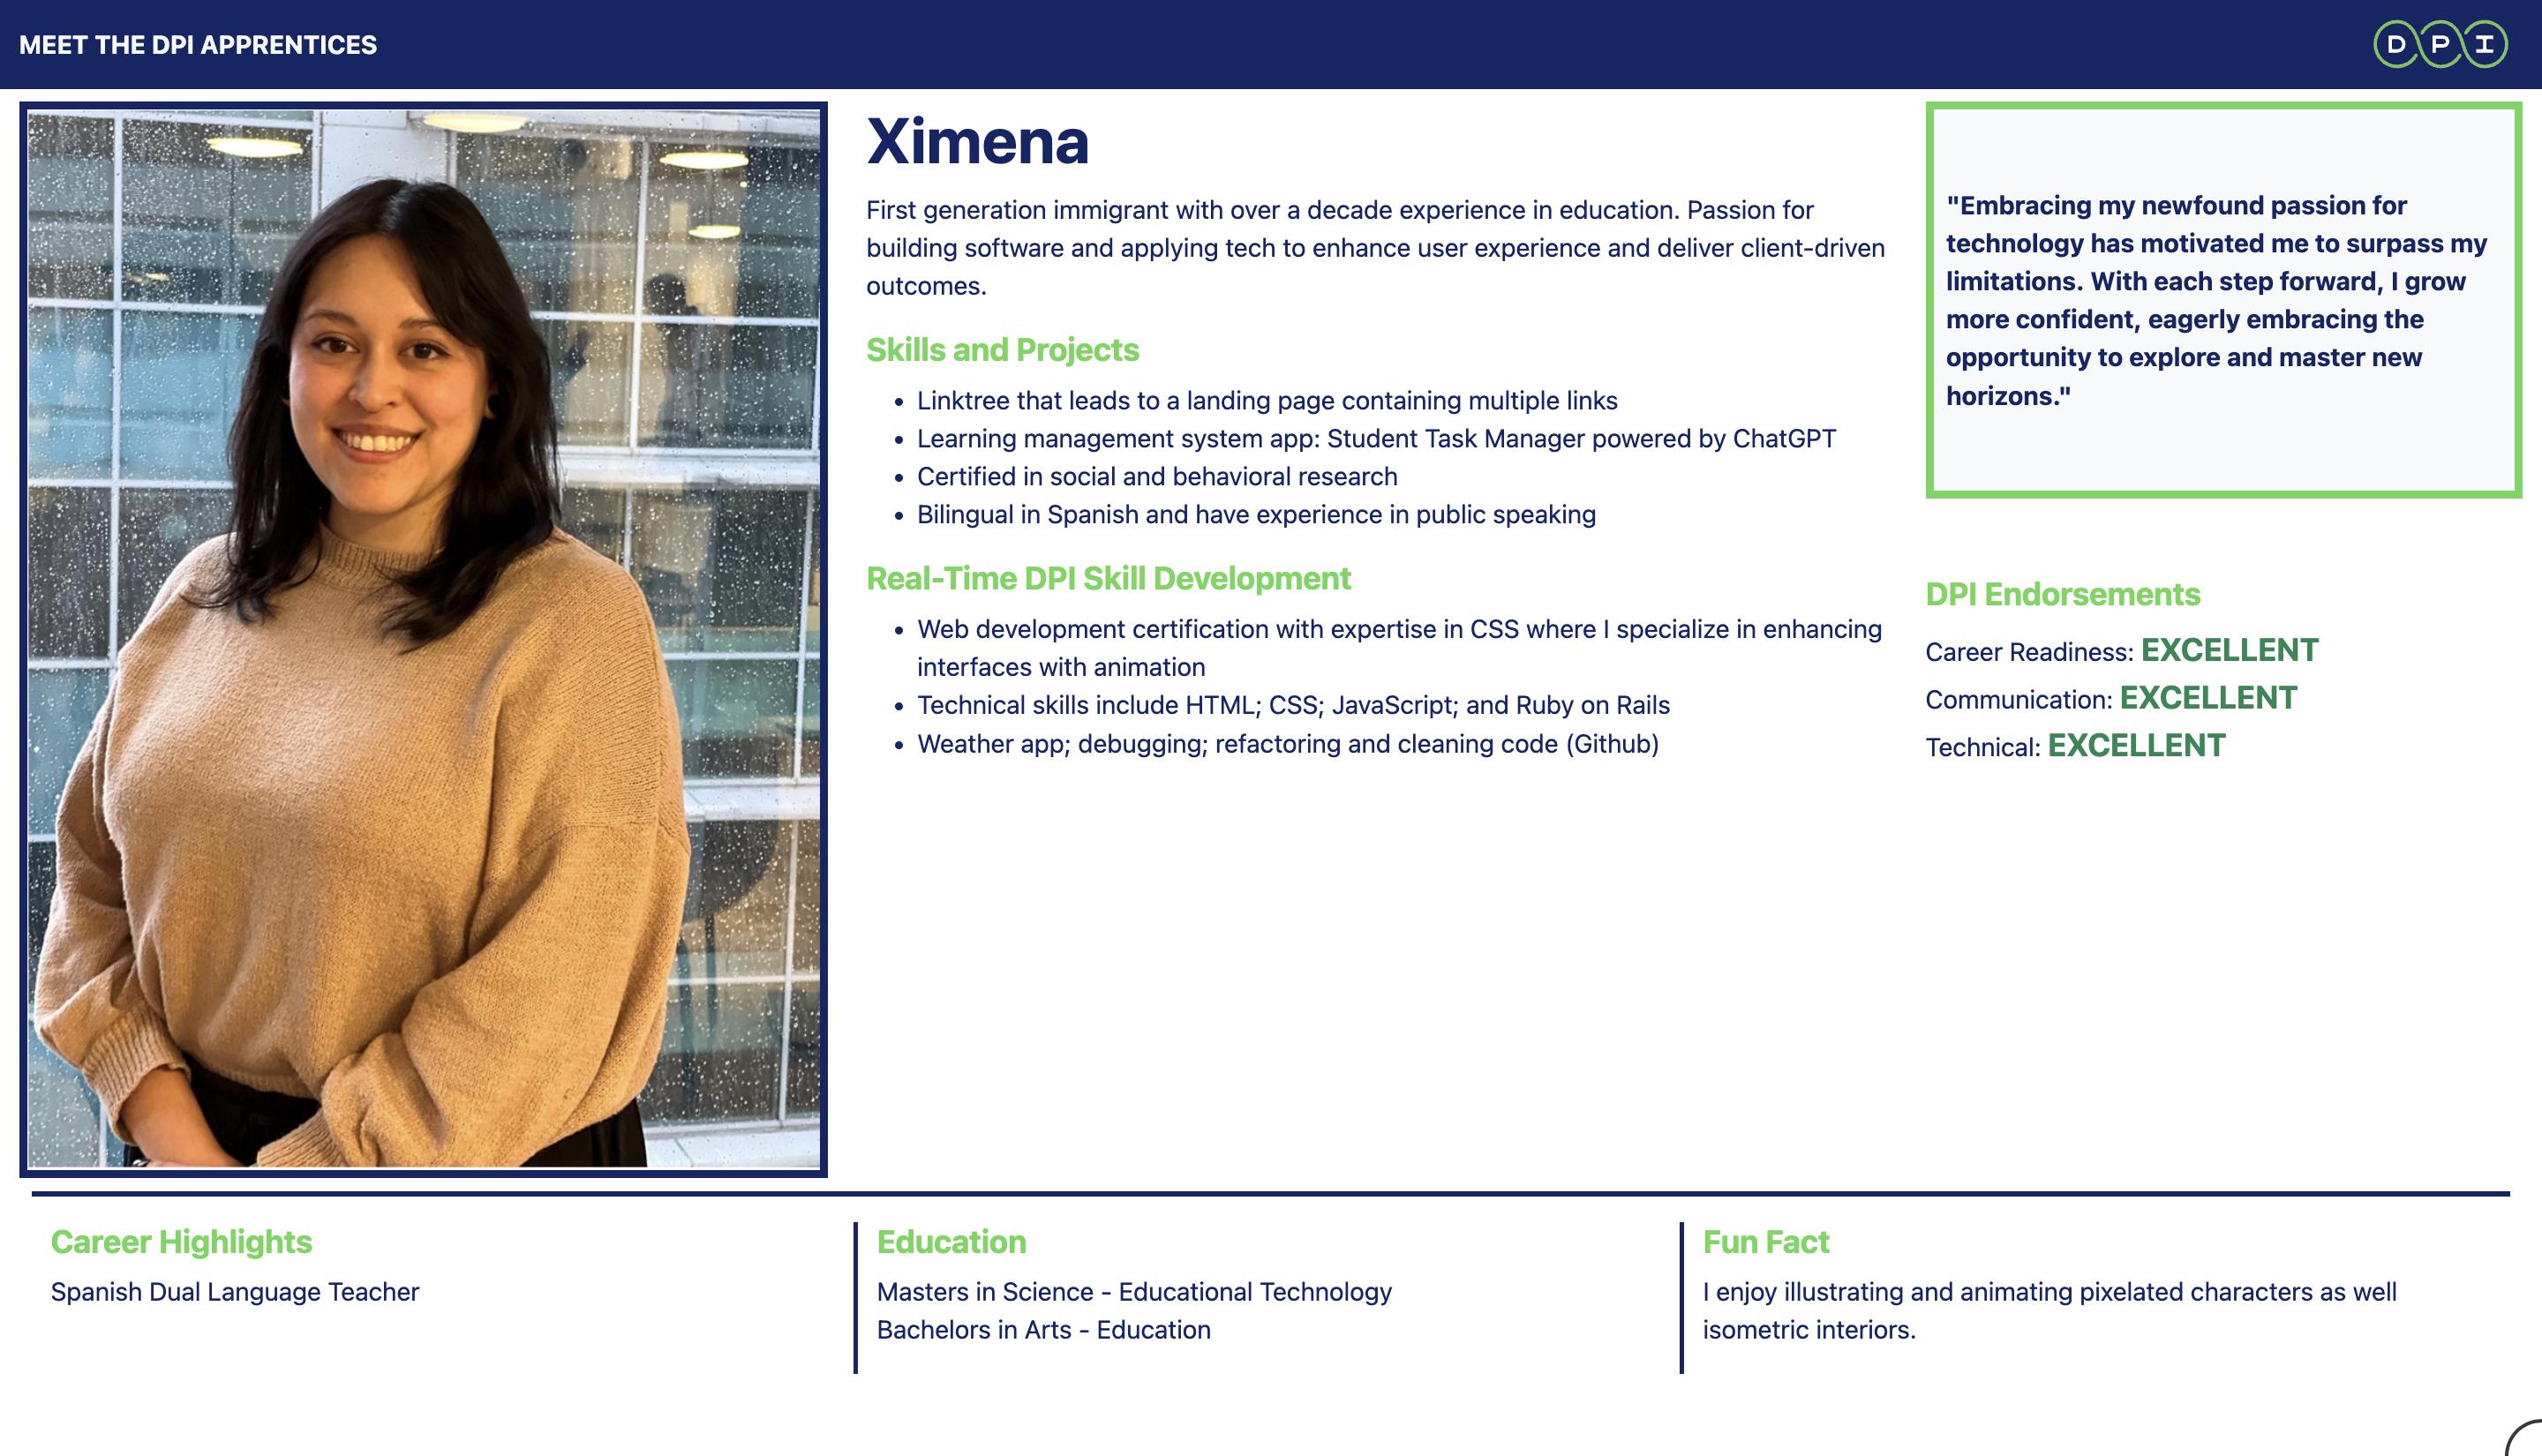 MEET THE DPI APPRENTICES
DPI
Ximena
First generation immigrant with over a decade experience in education. Passion for
building software and applying tech to enhance user experience and deliver client-driven
outcomes.
Skills and Projects
• Linktree that leads to a landing page containing multiple links
• Learning management system app: Student Task Manager powered by ChatGPT
• Certified in social and behavioral research
• Bilingual in Spanish and have experience in public speaking
Real-Time DPI Skill Development
• Web development certification with expertise in CSS where I specialize in enhancing
interfaces with animation
• Technical skills include HTML; CSS; JavaScript; and Ruby on Rails
• Weather app; debugging; refactoring and cleaning code (Github)
"Embracing my newfound passion for
technology has motivated me to surpass my
limitations. With each step forward, I grow
more confident, eagerly embracing the
opportunity to explore and master new
horizons."
DPI Endorsements
Career Readiness: EXCELLENT
Communication: EXCELLENT
Technical: EXCELLENT
Career Highlights
Spanish Dual Language Teacher
Education
Masters in Science - Educational Technology
Bachelors in Arts - Education
Fun Fact
I enjoy illustrating and animating pixelated characters as well
isometric interiors.